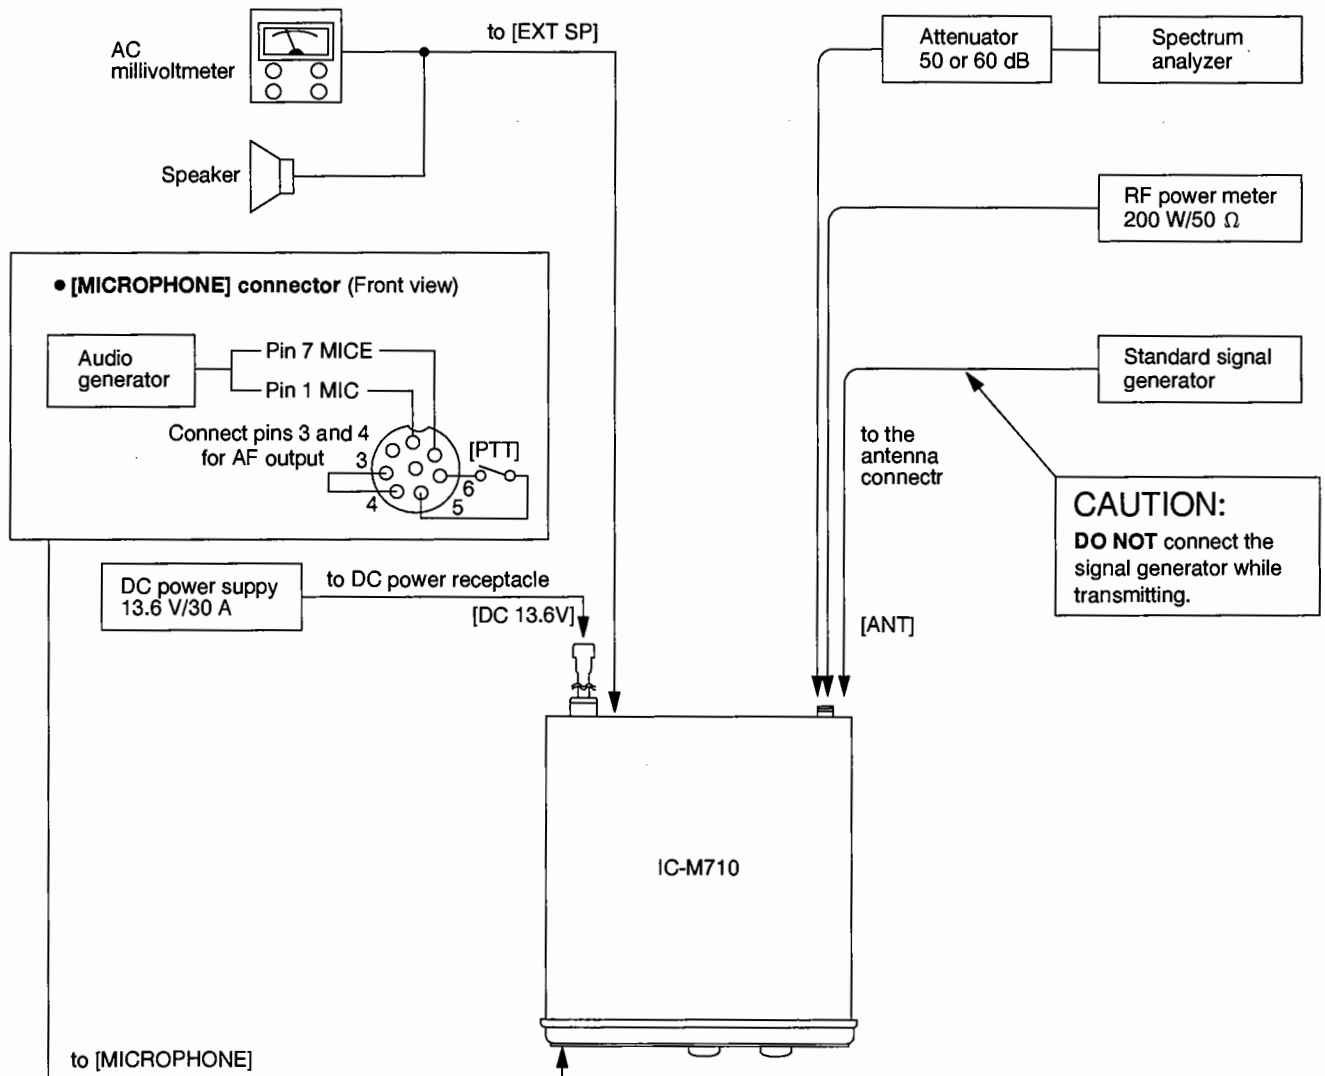 AC
millivoltmeter
to [EXT SP]
Speaker
Attenuator
50 or 60 dB
Spectrum
analyzer
RF power meter
200 W/50 Ω
• [MICROPHONE] connector (Front view)
Audio
generator
Pin 7 MICE
Pin 1 MIC
Connect pins 3 and 4
for AF output
[PTT]
3
4
5
6
Standard signal
generator
to the
antenna
connectr
CAUTION:
DO NOT connect the
signal generator while
transmitting.
DC power suppy
13.6 V/30 A
to DC power receptacle
[DC 13.6V]
[ANT]
IC-M710
to [MICROPHONE]